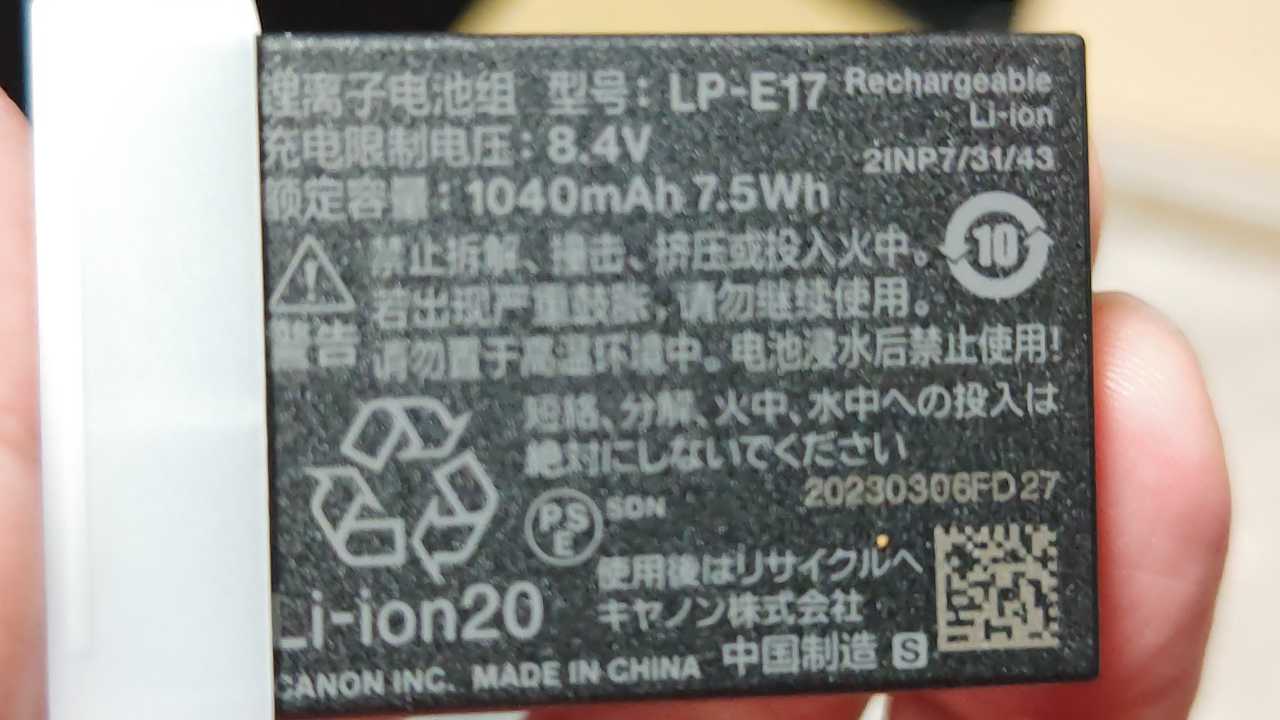 锂离子电池组 型号：LP-E17 Rechargeable
Li-ion
充电限制电压：8.4V
2INP7/31/43
额定容量：1040mAh 7.5Wh
10
禁止拆解、撞击、挤压或投入火中。
若出现严重鼓胀，请勿继续使用。
警告
请勿置于高温环境中。电池浸水后禁止使用！
短絡、分解、火中、水中への投入は
絶対にしないでください
20230306FD27
PSE SDN
使用後はリサイクルへ
キヤノン株式会社
Li-ion20
中国制造 S
CANON INC. MADE IN CHINA